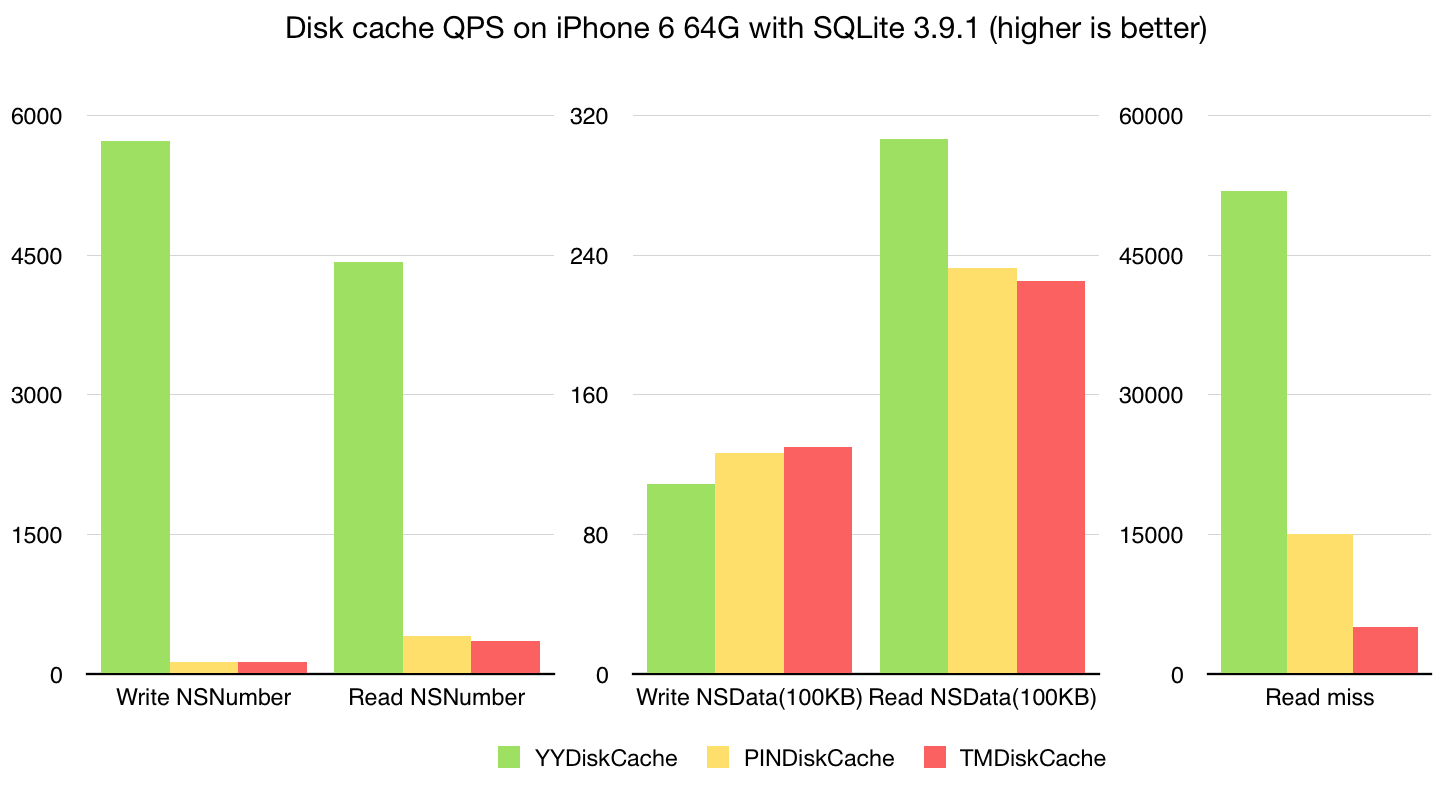 Disk cache QPS on iPhone 6 64G with SQLite 3.9.1 (higher is better)
6000
4500
3000
1500
0
Write NSNumber
Read NSNumber
320
240
160
80
0
Write NSData(100KB)
Read NSData(100KB)
60000
45000
30000
15000
0
Read miss
YYDiskCache
PINDiskCache
TMDiskCache